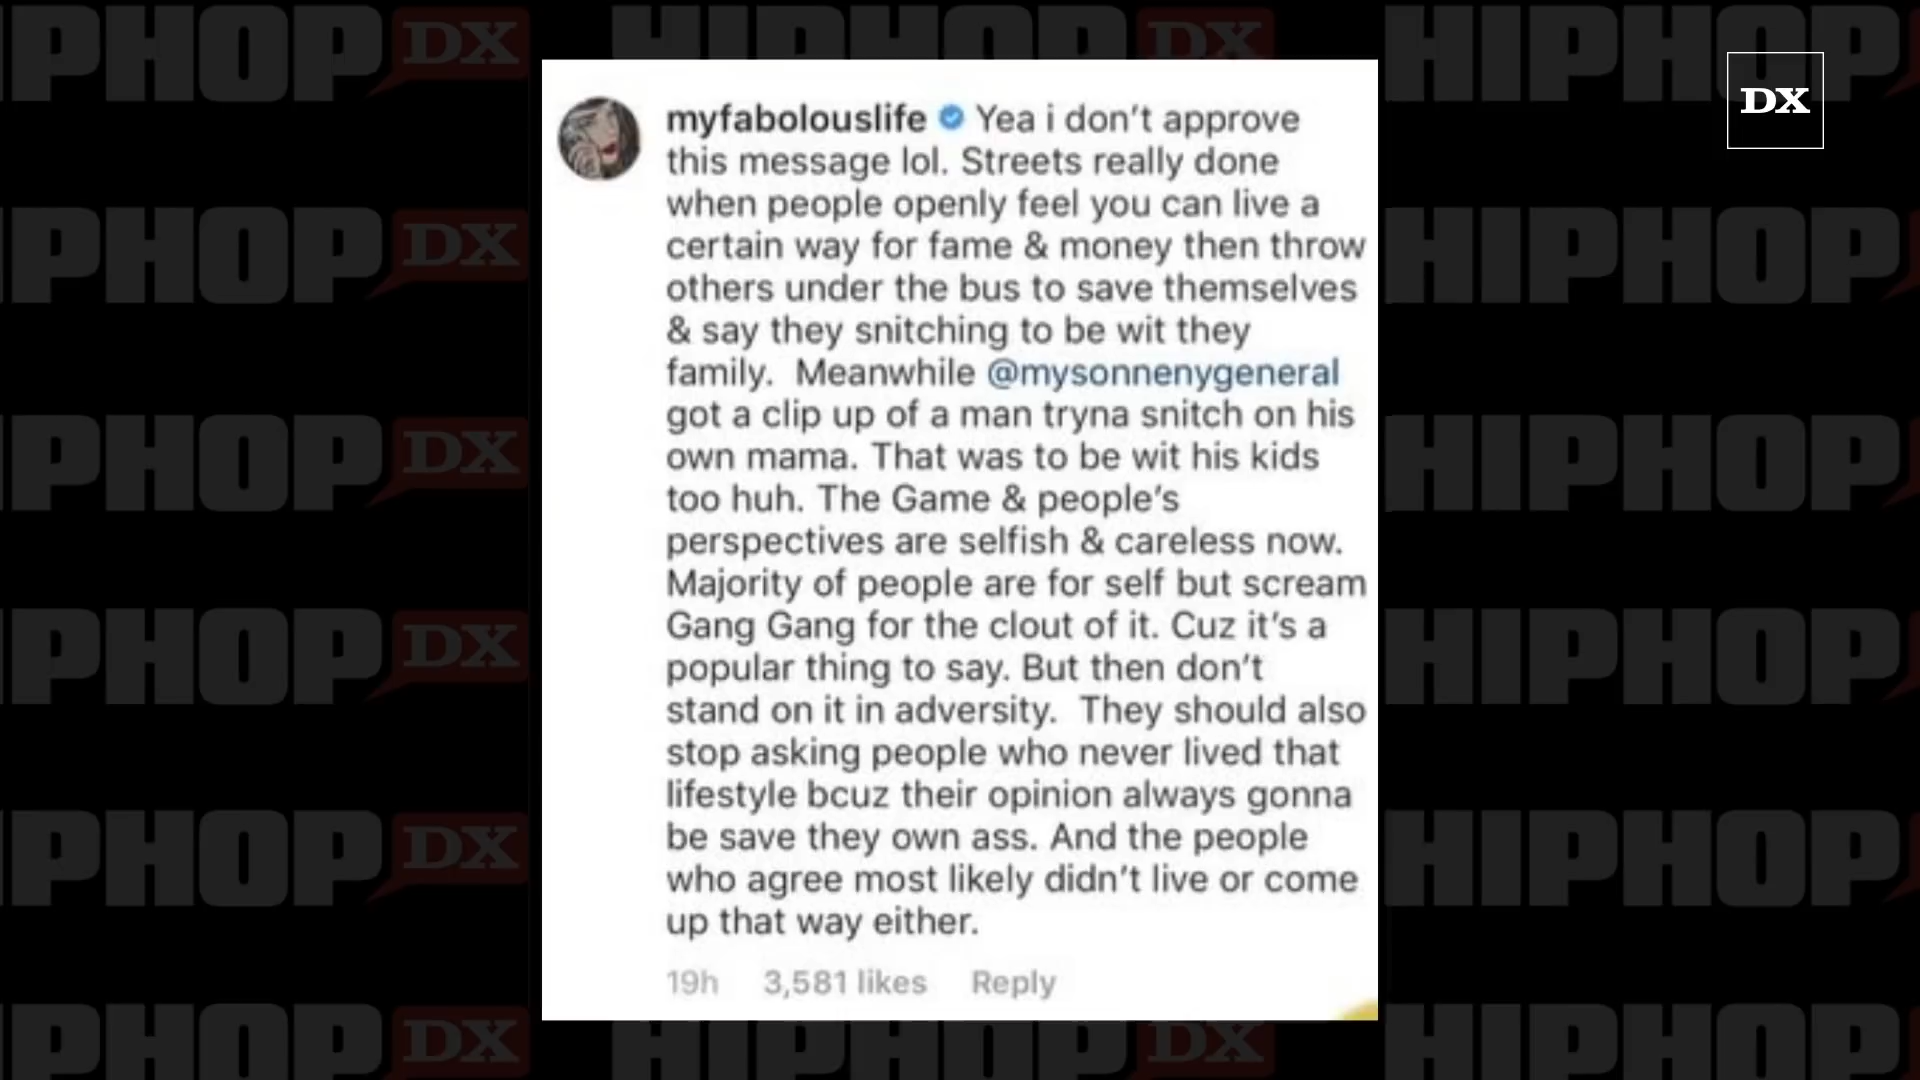 HIPHOP DX HIPHOP DX HIPHOP
DX
myfabolouslife Yea i don't approve
this message lol. Streets really done
when people openly feel you can live a
certain way for fame & money then throw
others under the bus to save themselves
& say they snitching to be wit they
family. Meanwhile @mysonnenygeneral
got a clip up of a man tryna snitch on his
own mama. That was to be wit his kids
too huh. The Game & people's
perspectives are selfish & careless now.
Majority of people are for self but scream
Gang Gang for the clout of it. Cuz it's a
popular thing to say. But then don't
stand on it in adversity. They should also
stop asking people who never lived that
lifestyle bcuz their opinion always gonna
be save they own ass. And the people
who agree most likely didn't live or come
up that way either.
19h 3,581 likes Reply